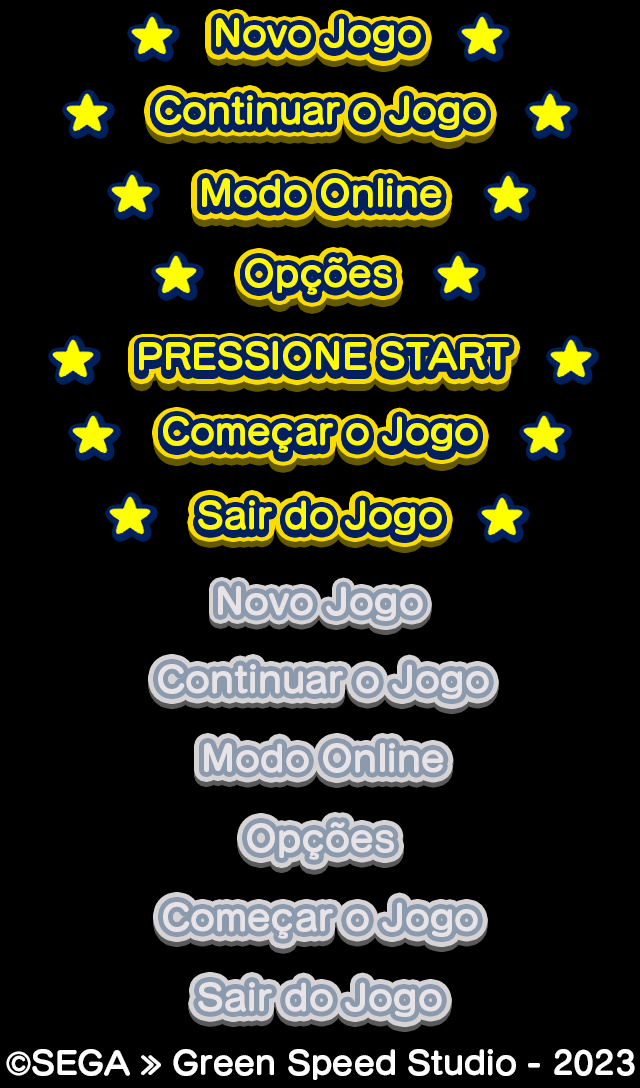 Novo Jogo
Continuar o Jogo
Modo Online
Opções
PRESSIONE START
Começar o Jogo
Sair do Jogo
Novo Jogo
Continuar o Jogo
Modo Online
Opções
Começar o Jogo
Sair do Jogo
©SEGA » Green Speed Studio - 2023